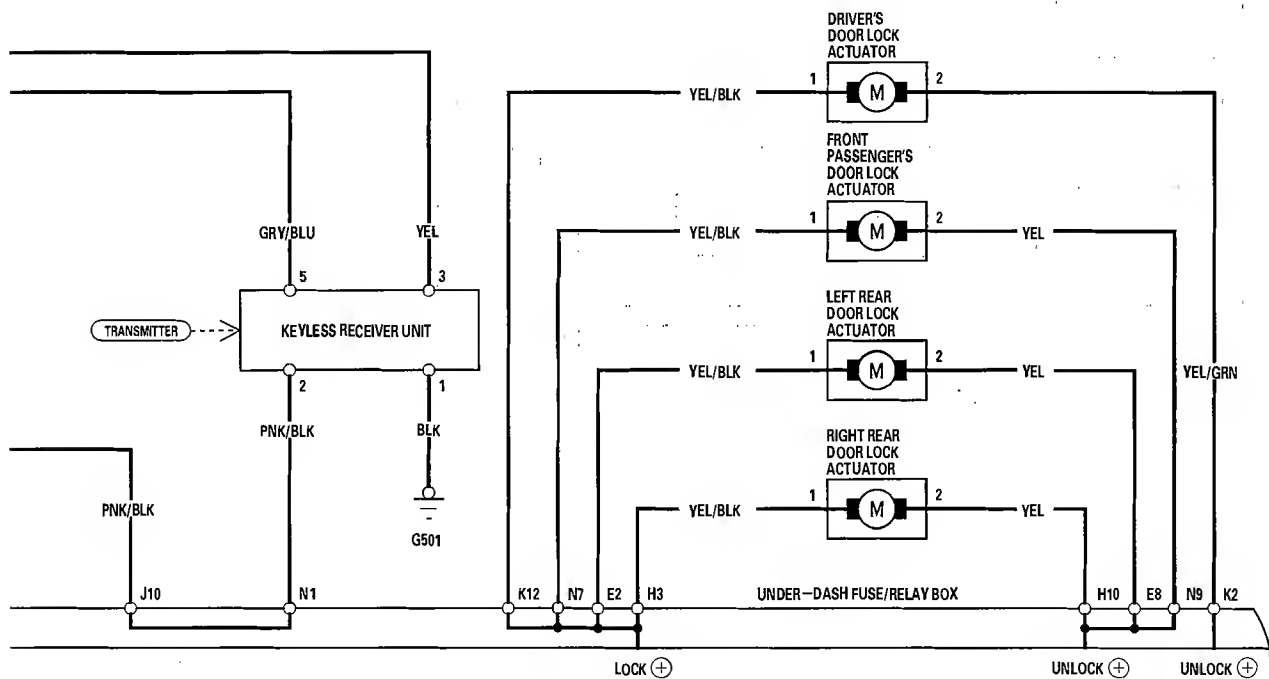 DRIVER'S
DOOR LOCK
ACTUATOR
1 M 2
YEL/BLK
FRONT
PASSENGER'S
DOOR LOCK
ACTUATOR
1 M 2
YEL/BLK YEL
GRY/BLU YEL
5 3
TRANSMITTER KEYLESS RECEIVER UNIT
2 1
LEFT REAR
DOOR LOCK
ACTUATOR
1 M 2
YEL/BLK YEL YEL/GRN
PNK/BLK BLK
RIGHT REAR
DOOR LOCK
ACTUATOR
1 M 2
YEL/BLK YEL
PNK/BLK
G501
J10 N1 K12 N7 E2 H3 UNDER-DASH FUSE/RELAY BOX H10 E8 N9 K2
LOCK + UNLOCK + UNLOCK +